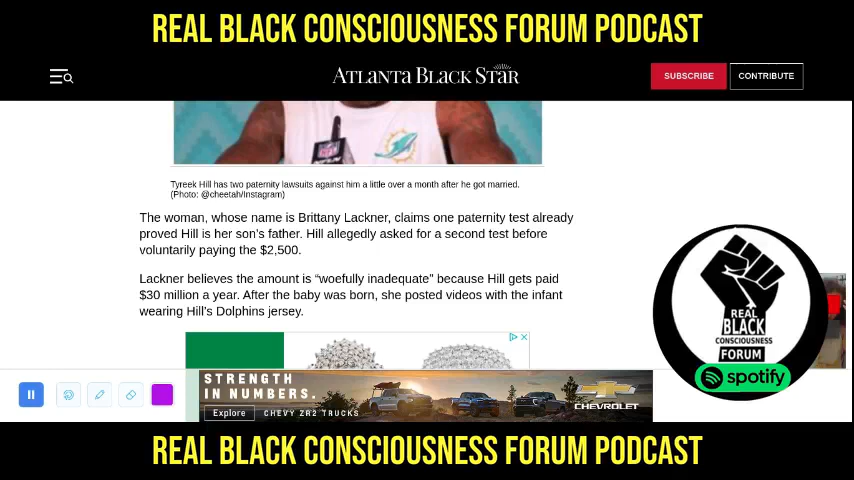 REAL BLACK CONSCIOUSNESS FORUM PODCAST
ATLANTA BLACK STAR
SUBSCRIBE
CONTRIBUTE
Tyreek Hill has two paternity lawsuits against him a little over a month after he got married.
(Photo: @cheetah/Instagram)
The woman, whose name is Brittany Lackner, claims one paternity test already
proved Hill is her son’s father. Hill allegedly asked for a second test before
voluntarily paying the $2,500.
Lackner believes the amount is “woefully inadequate” because Hill gets paid
$30 million a year. After the baby was born, she posted videos with the infant
wearing Hill’s Dolphins jersey.
REAL
BLACK
CONSCIOUSNESS
FORUM
Spotify
STRENGTH
IN NUMBERS.
Explore
CHEVY ZR2 TRUCKS
CHEVROLET
REAL BLACK CONSCIOUSNESS FORUM PODCAST